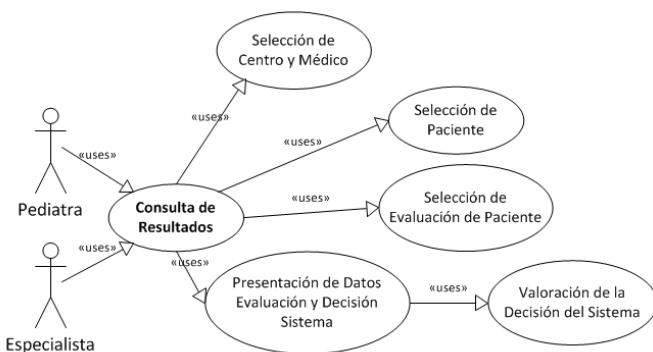 Selección de
Centro y Médico
«uses»
Selección de
Paciente
«uses»
«uses»
Pediatra
Consulta de
Resultados
«uses»
Selección de
Evaluación de Paciente
«uses»
«uses»
Presentación de Datos
Evaluación y Decisión
Sistema
«uses»
Valoración de la
Decisión del Sistema
Especialista